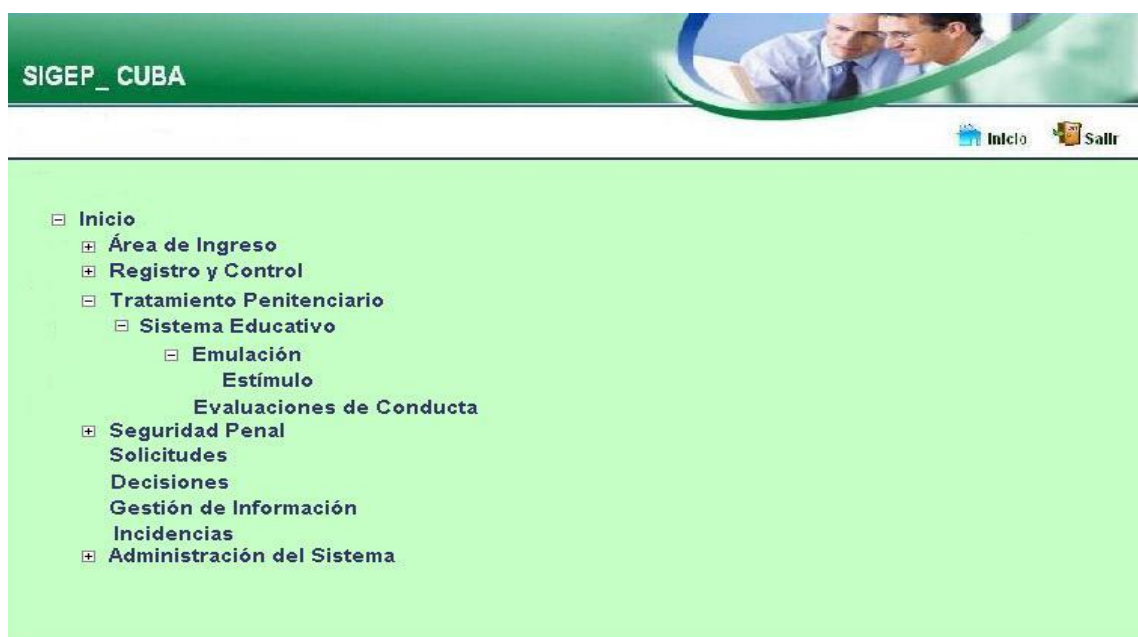 SIGEP_ CUBA
Inicio Salir
Inicio
Área de Ingreso
Registro y Control
Tratamiento Penitenciario
Sistema Educativo
Emulación
Estímulo
Evaluaciones de Conducta
Seguridad Penal
Solicitudes
Decisiones
Gestión de Información
Incidencias
Administración del Sistema